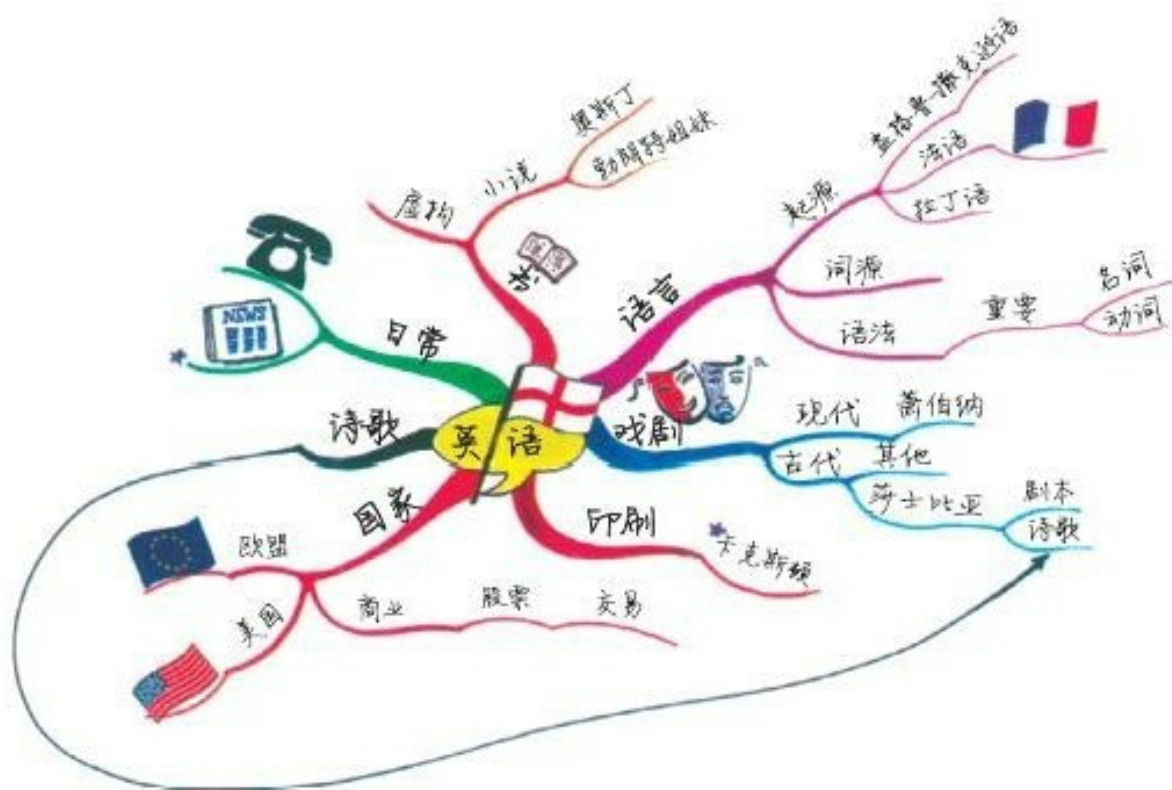 奥斯丁
勃朗特姐妹
小说
虚构
书
盎格鲁-撒克逊语
法语
拉丁语
起源
词源
语法
重要
名词
动词
语言
日常
NEWS
诗歌
英语
戏剧
现代
萧伯纳
古代
其他
莎士比亚
剧本
诗歌
国家
印刷
卡克斯顿
欧盟
美国
商业
股票
交易